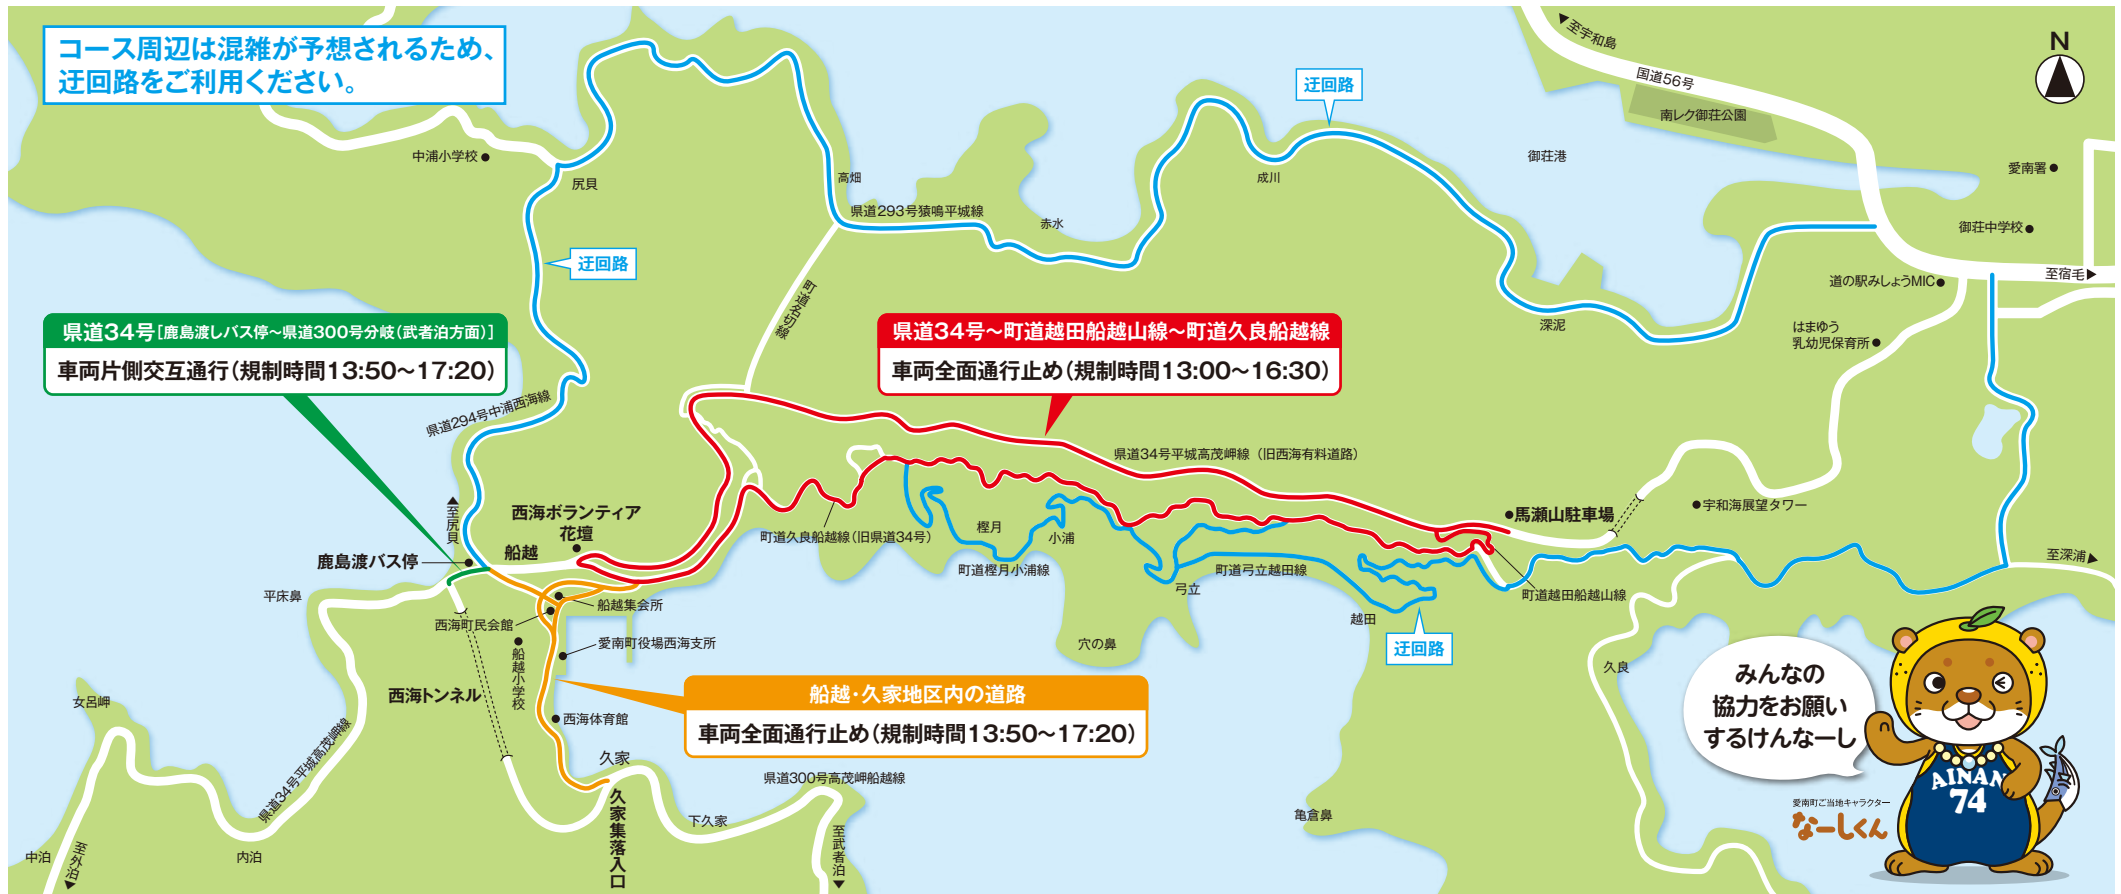 コース周辺は混雑が予想されるため、
迂回路をご利用ください。
至宇和島
国道56号
N
迂回路
南レク御荘公園
中浦小学校
尻貝
高畑
成川
御荘港
愛南署
県道293号猿鳴平城線
赤水
御荘中学校
迂回路
至宿毛
道の駅みしょうMIC
町道名切線
深泥
はまゆう
乳幼児保育所
県道34号[鹿島渡しバス停～県道300号分岐(武者泊方面)]
車両片側交互通行(規制時間13:50～17:20)
県道34号～町道越田船越山線～町道久良船越線
車両全面通行止め(規制時間13:00～16:30)
県道294号中浦西海線
県道34号平城高茂岬線(旧西海有料道路)
至尻貝
西海ボランティア
花壇
船越
鹿島渡バス停
町道久良船越線(旧県道34号)
樫月
小浦
馬瀬山駐車場
宇和海展望タワー
至深浦
町道樫月小浦線
弓立
町道弓立越田線
町道越田船越山線
平床鼻
船越集会所
西海町民会館
愛南町役場西海支所
船越小学校
越田
穴の鼻
迂回路
久良
西海トンネル
船越・久家地区内の道路
車両全面通行止め(規制時間13:50～17:20)
女呂岬
西海体育館
県道34号平城高茂岬線
久家
県道300号高茂岬船越線
久家集落入口
下久家
至武者泊
亀倉鼻
中泊
至外泊
内泊
みんなの
協力をお願い
するけんなーし
AINAN
74
愛南町ご当地キャラクター
なーしくん